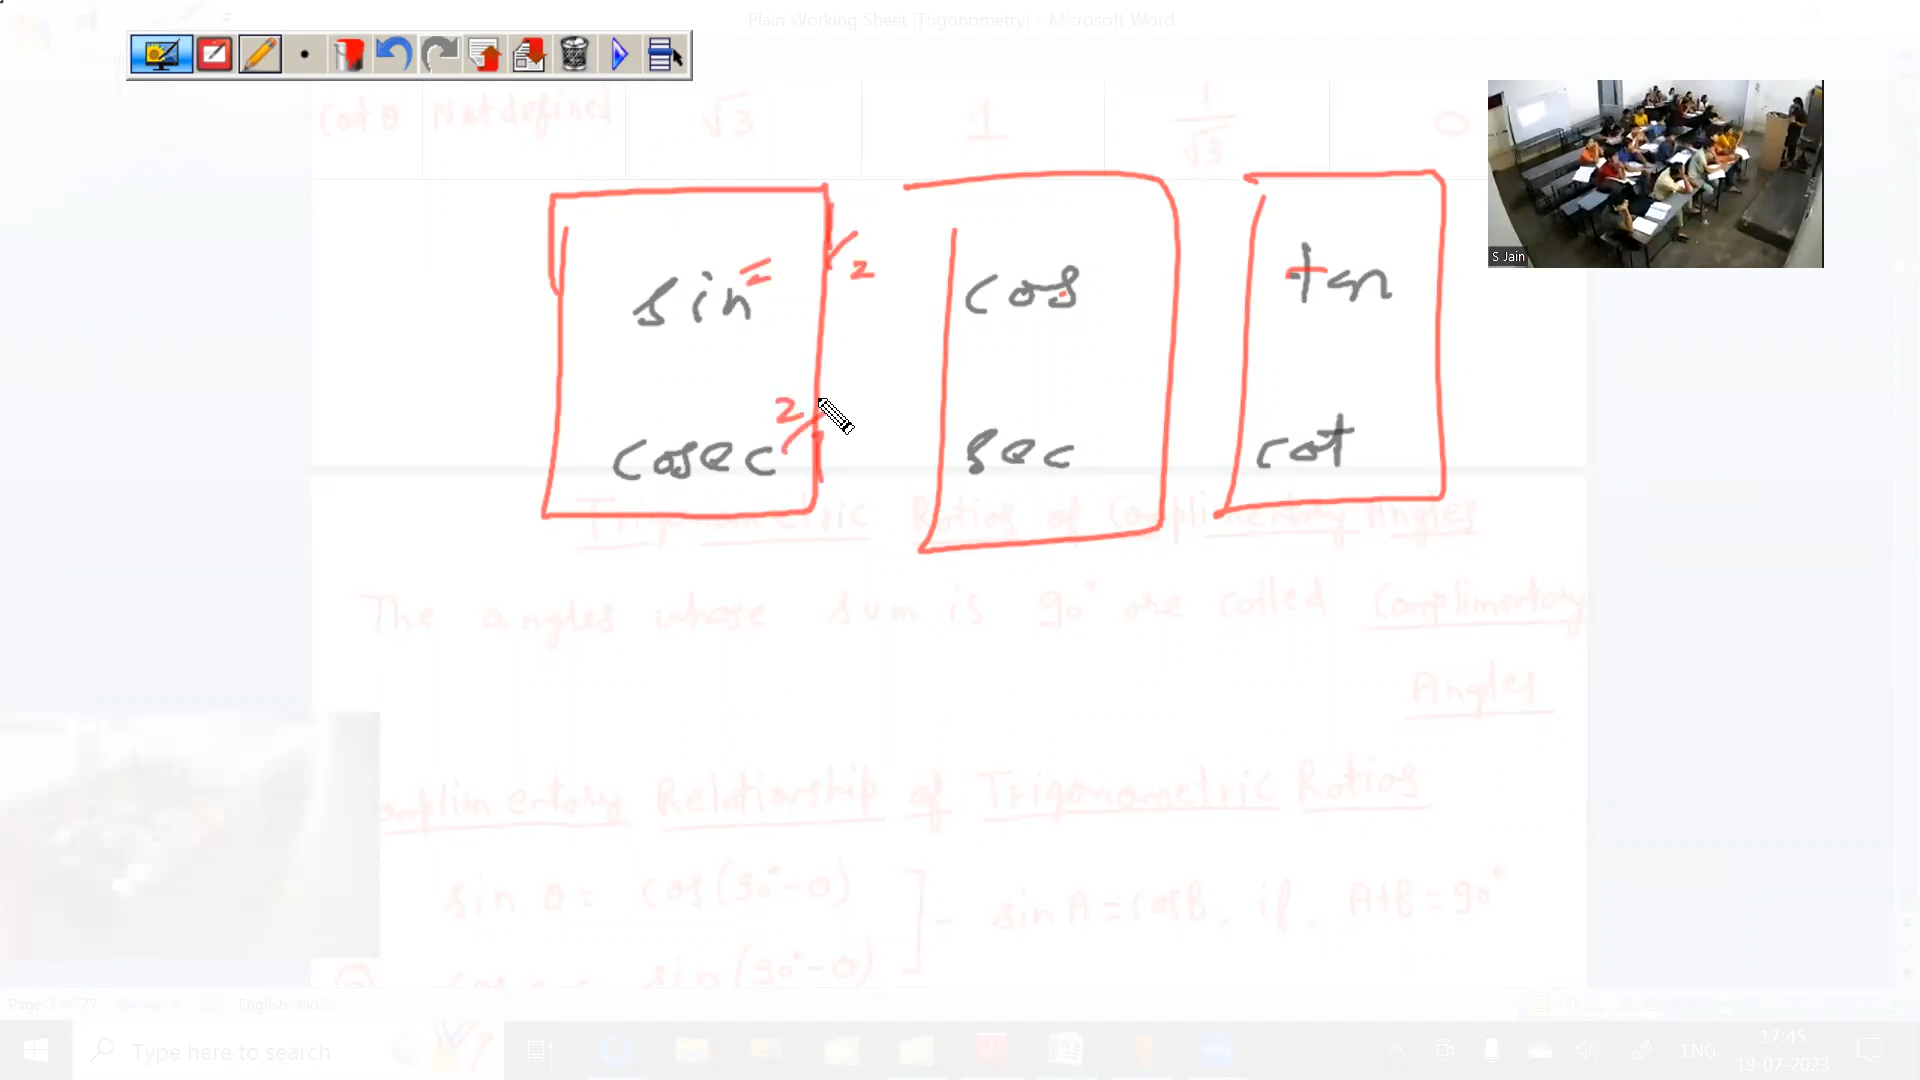 Plain Working Sheet (Trigonometry) - Microsoft Word
Cot θ Not defined √3 1 1/√3 0
S Jain
sin 2 cos tan
cosec 2 sec cot
Trigonometric Ratios of Complimentary Angles
The angles whose sum is 90° are called Complimentary
Angles
omplimentary Relationship of Trigonometric Ratios
sin θ = cos(90°-θ) - sin A = cos B, if A+B = 90°
sin(90°-θ)
English
Type here to search
ENG
17:45
19-07-2023